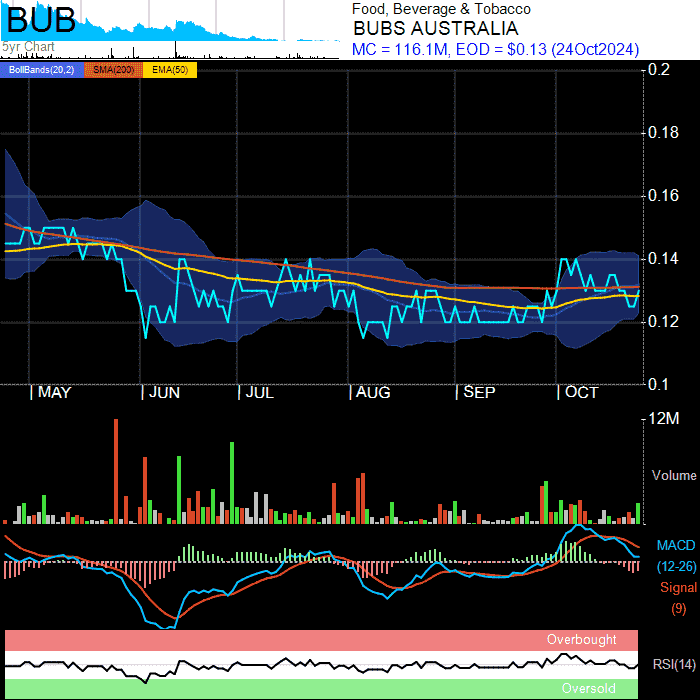 BUB
5yr Chart
Food, Beverage & Tobacco
BUBS AUSTRALIA
MC = 116.1M, EOD = $0.13 (24Oct2024)
BollBands(20,2) SMA(200) EMA(50)
0.2
0.18
0.16
0.14
0.12
0.1
MAY JUN JUL AUG SEP OCT
12M
Volume
MACD
(12-26)
Signal
(9)
Overbought
RSI(14)
Oversold